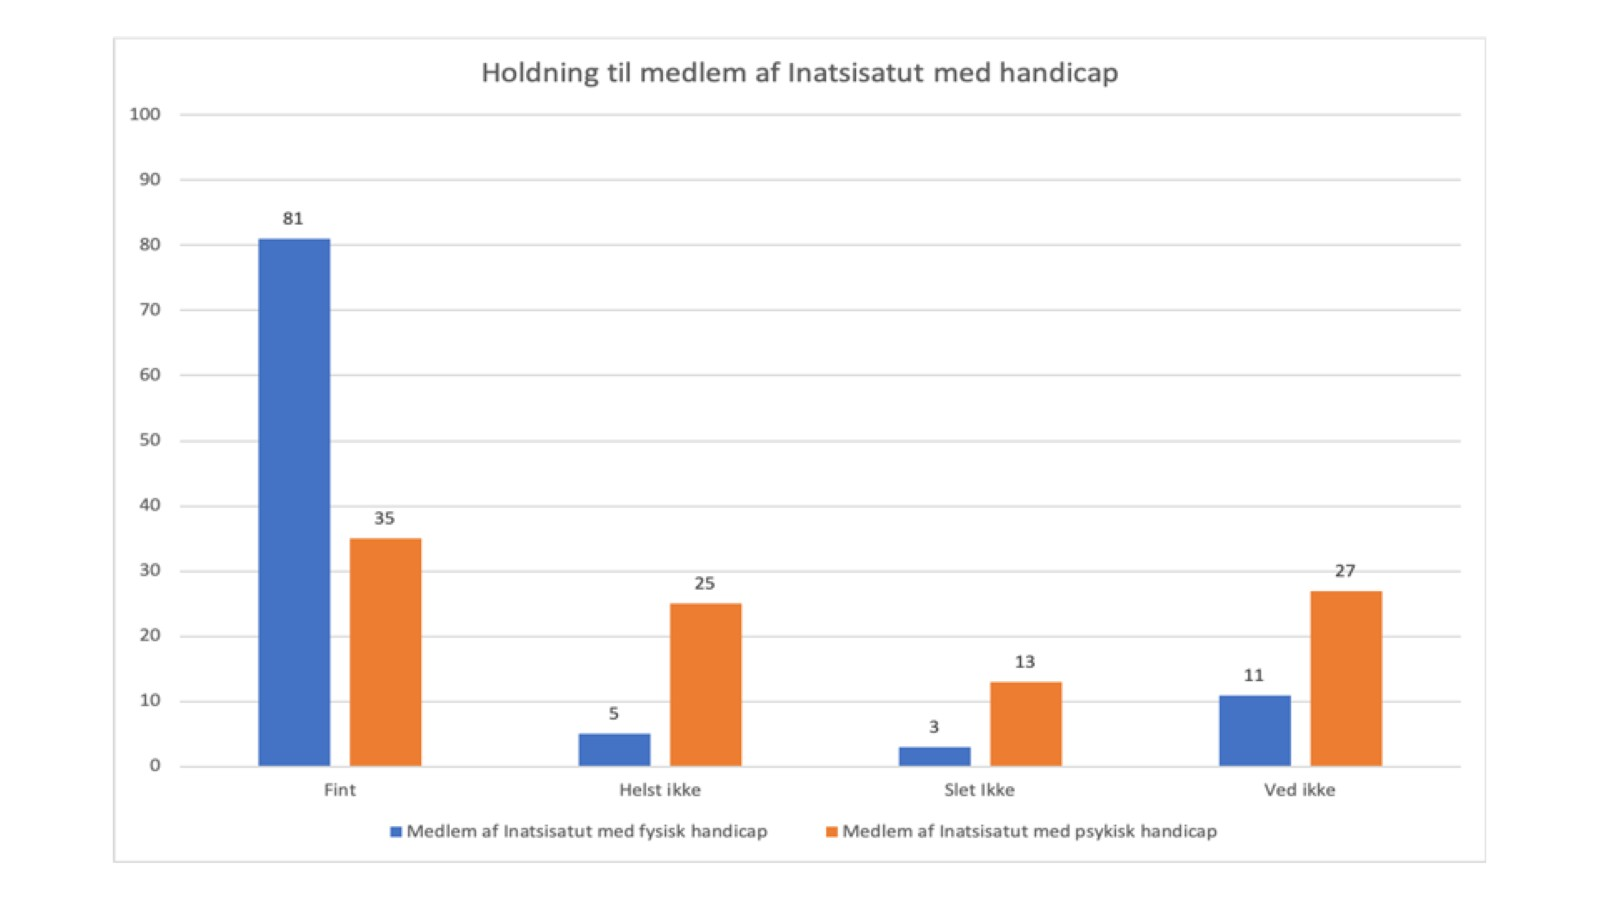 Holdning til medlem af Inatsisatut med handicap
100
90
80
70
60
50
40
30
20
10
0
81
35
5
25
3
13
11
27
Fint
Helst ikke
Slet Ikke
Ved ikke
Medlem af Inatsisatut med fysisk handicap
Medlem af Inatsisatut med psykisk handicap